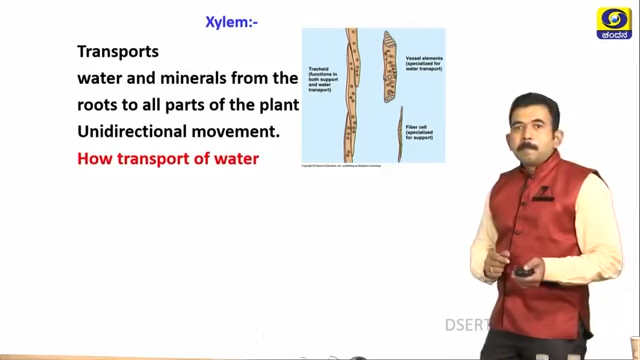 Xylem:-
ಚಂದನ
Transports
water and minerals from the
roots to all parts of the plant
Unidirectional movement.
How transport of water
Tracheid
(functions in
both support
and water
transport)
Vessel elements
(specialized for
water transport)
Fiber cell
(specialized
for support)
DSERT